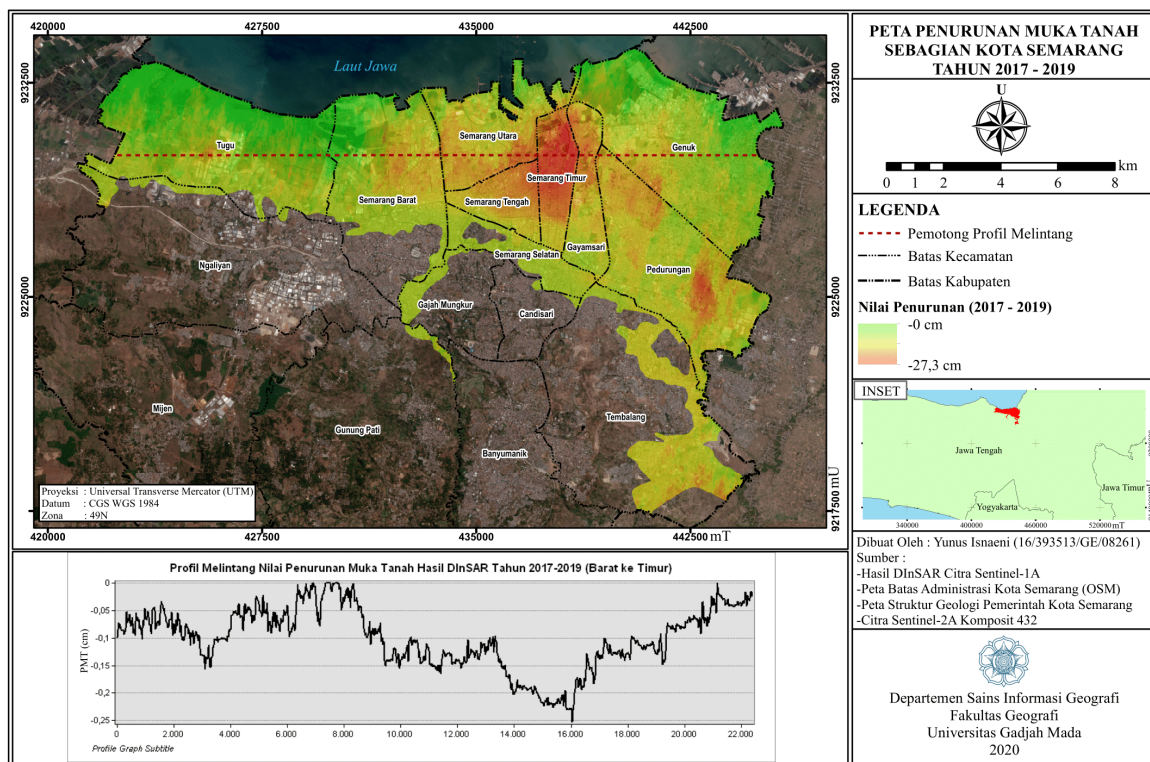 420000
427500
435000
442500
9232500
9225000
9217500 mU
Laut Jawa
Tugu
Semarang Utara
Genuk
Semarang Timur
Semarang Barat
Semarang Tengah
Semarang Selatan
Gayamsari
Pedurungan
Ngaliyan
Gajah Mungkur
Candisari
Mijen
Gunung Pati
Tembalang
Banyumanik
Proyeksi : Universal Transverse Mercator (UTM)
Datum : CGS WGS 1984
Zona : 49N
9232500
9225000
420000
427500
435000
442500 mT
Profil Melintang Nilai Penurunan Muka Tanah Hasil DInSAR Tahun 2017-2019 (Barat ke Timur)
PMT (cm)
0
-0,05
-0,1
-0,15
-0,2
-0,25
0
2.000
4.000
6.000
8.000
10.000
12.000
14.000
16.000
18.000
20.000
22.000
Profile Graph Subtitle
PETA PENURUNAN MUKA TANAH
SEBAGIAN KOTA SEMARANG
TAHUN 2017 - 2019
U
km
0 2 4 6 8
LEGENDA
Pemotong Profil Melintang
Batas Kecamatan
Batas Kabupaten
Nilai Penurunan (2017 - 2019)
-0 cm
-27,3 cm
INSET
Jawa Tengah
Jawa Timur
Yogyakarta
340000
400000
460000
520000 mT
Dibuat Oleh : Yunus Isnaeni (16/393513/GE/08261)
Sumber :
-Hasil DInSAR Citra Sentinel-1A
-Peta Batas Administrasi Kota Semarang (OSM)
-Peta Struktur Geologi Pemerintah Kota Semarang
-Citra Sentinel-2A Komposit 432
Departemen Sains Informasi Geografi
Fakultas Geografi
Universitas Gadjah Mada
2020